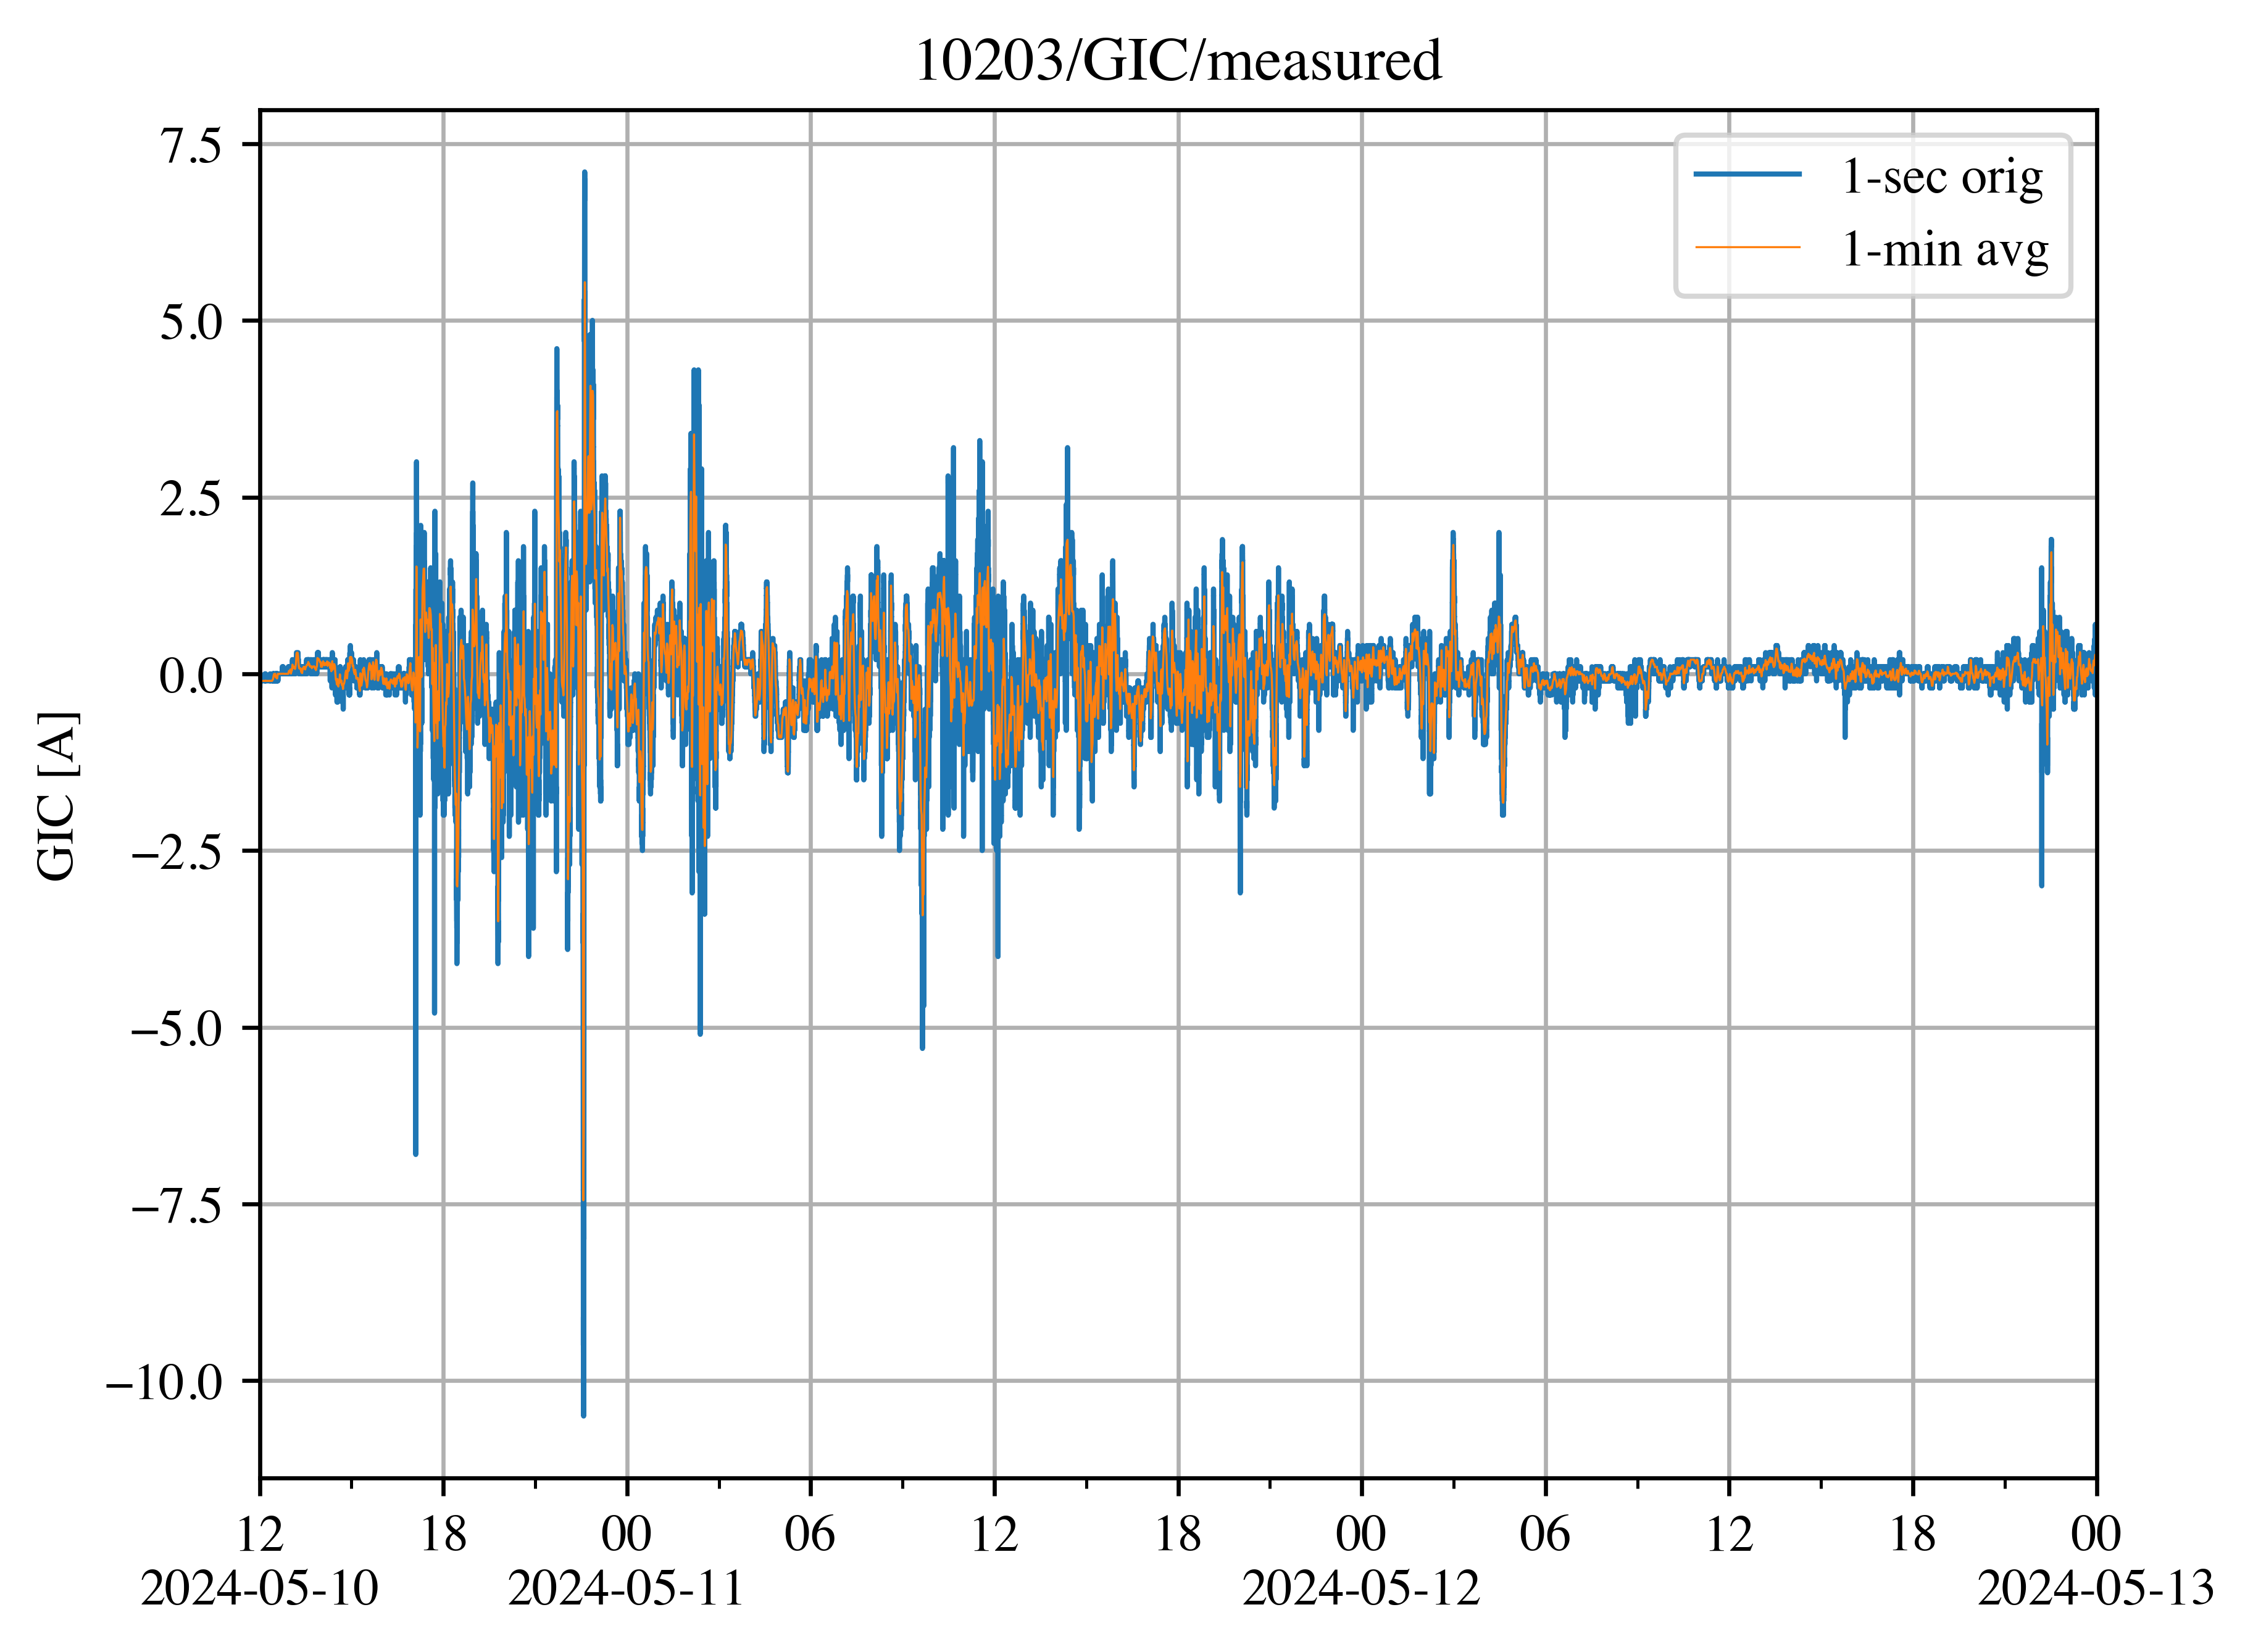 10203/GIC/measured
1-sec orig
1-min avg
GIC [A]
7.5
5.0
2.5
0.0
−2.5
−5.0
−7.5
−10.0
12 18 00 06 12 18 00 06 12 18 00
2024-05-10 2024-05-11 2024-05-12 2024-05-13